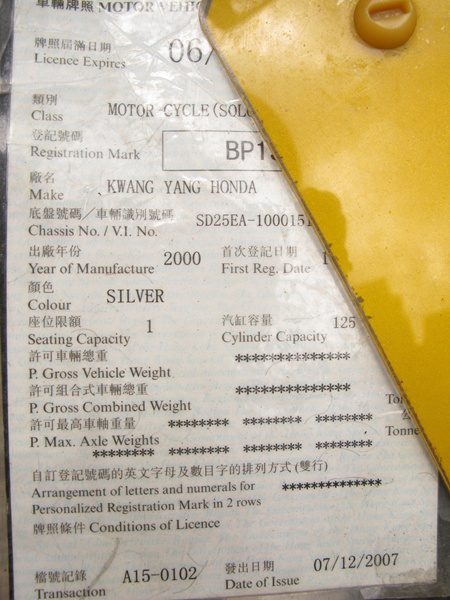 車輛牌照 MOTOR VEHIC
牌照屆滿日期
Licence Expires 06/
類別
Class MOTOR CYCLE(SOLO
登記號碼
Registration Mark BP15
廠名
Make KWANG YANG HONDA
底盤號碼／車輛識別號碼
Chassis No. / V.I. No. SD25EA-1000151
出廠年份 首次登記日期
Year of Manufacture 2000 First Reg. Date 1
顏色
Colour SILVER
座位限額 汽缸容量
Seating Capacity 1 Cylinder Capacity 125
許可車輛總重
P. Gross Vehicle Weight ***************
許可組合式車輛總重
P. Gross Combined Weight ***************
許可最高車軸重量 ******** ******** ********
P. Max. Axle Weights Tonne
******** ******** ******** ********
自訂登記號碼的英文字母及數目字的排列方式 (雙行)
Arrangement of letters and numerals for **************
Personalized Registration Mark in 2 rows
牌照條件 Conditions of Licence
檔號記錄 發出日期
Transaction A15-0102 Date of Issue 07/12/2007